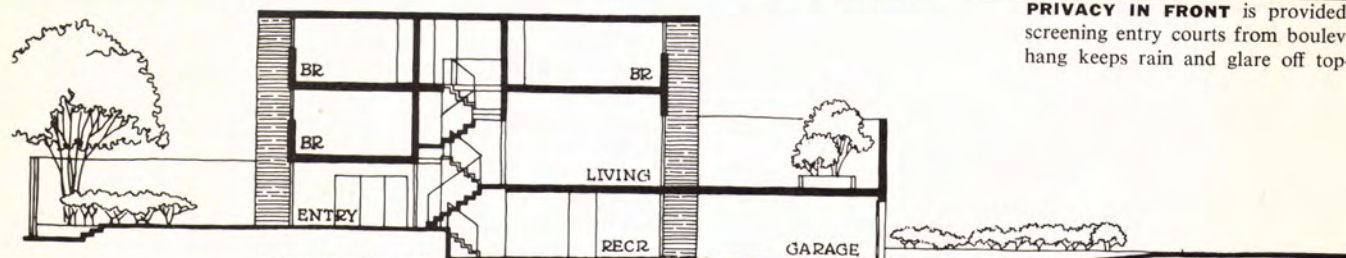 PRIVACY IN FRONT is provided
screening entry courts from boulev
hang keeps rain and glare off top-
BR
BR
BR
LIVING
ENTRY
RECR
GARAGE